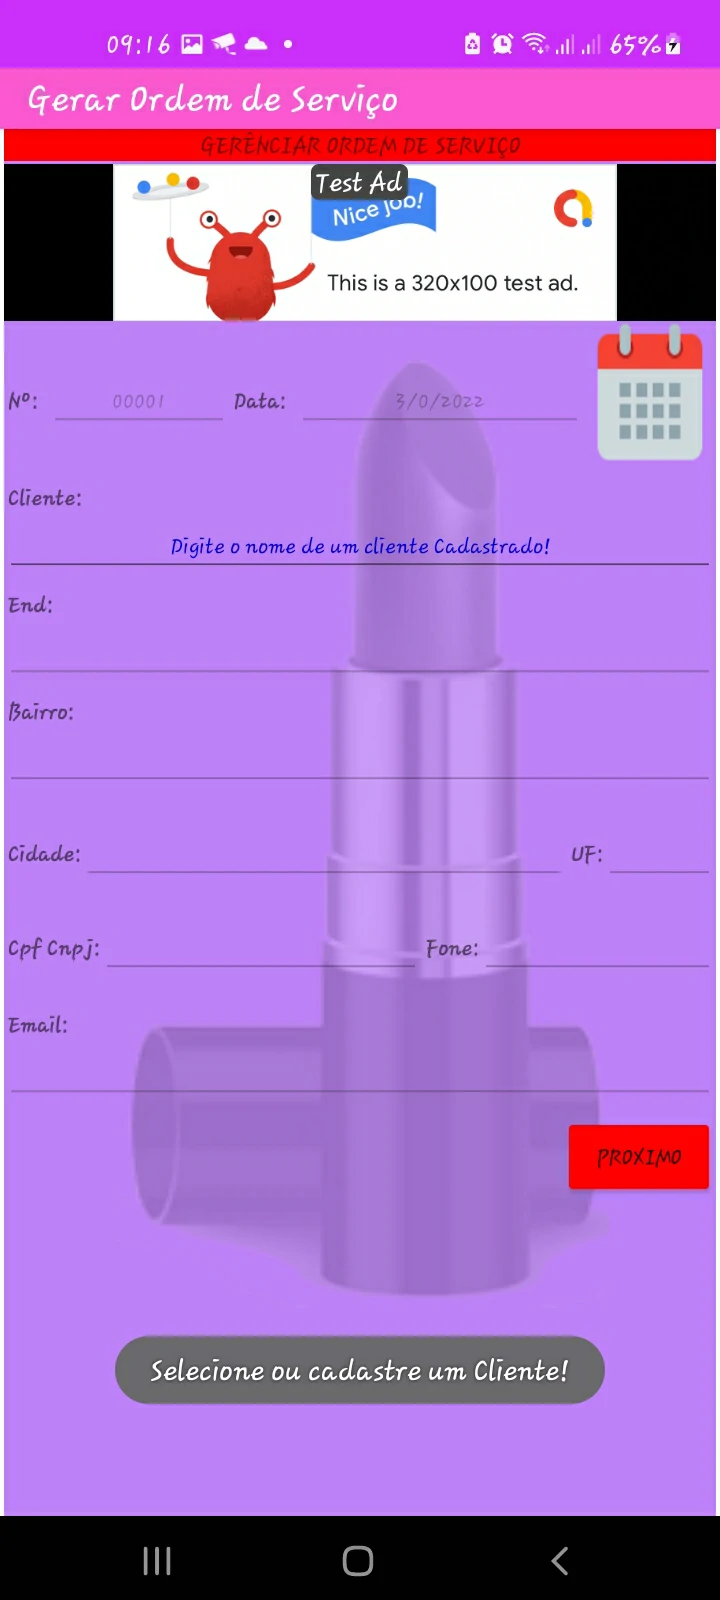 09:16 65%
Gerar Ordem de Serviço
GERÊNCIAR ORDEM DE SERVIÇO
Test Ad
Nice job!
This is a 320x100 test ad.
Nº: 00001 Data: 3/0/2022
Cliente:
Digite o nome de um cliente Cadastrado!
End:
Bairro:
Cidade: UF:
Cpf Cnpj: Fone:
Email:
PROXIMO
Selecione ou cadastre um Cliente!